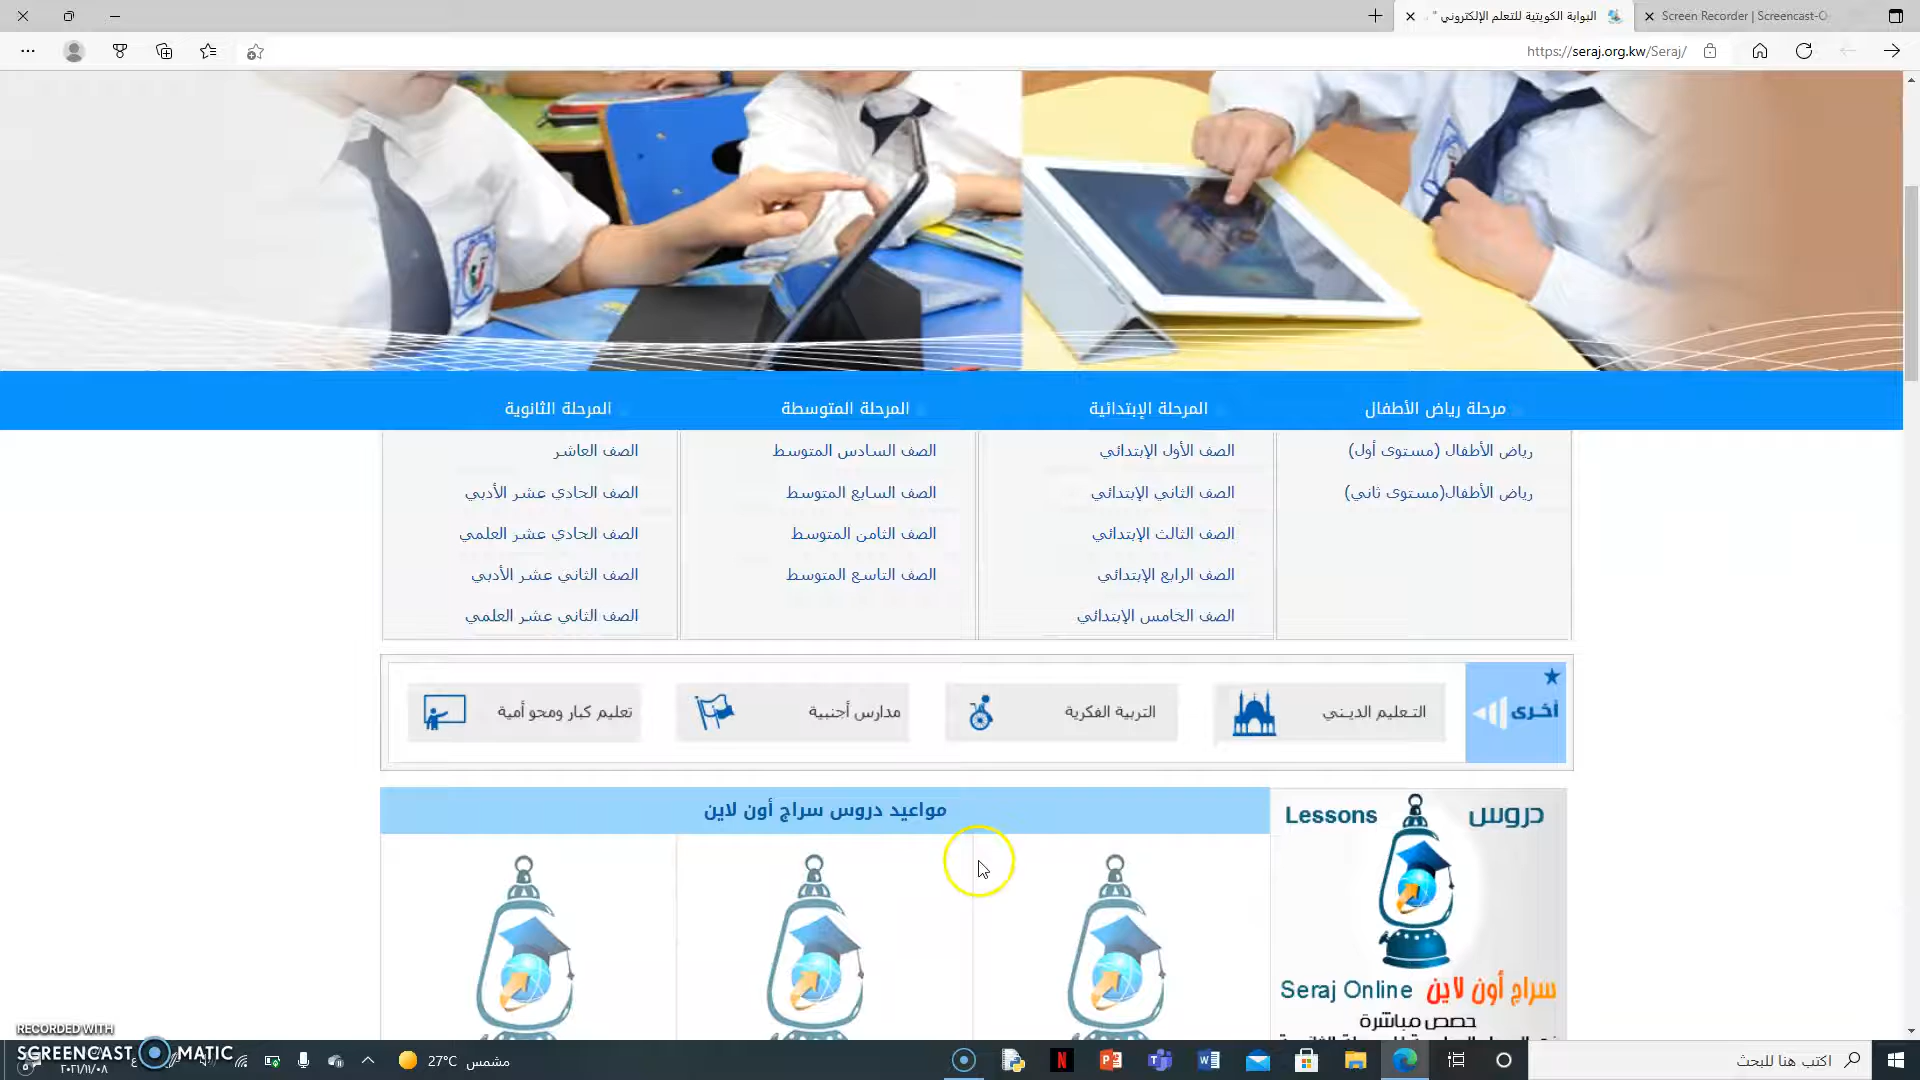 البوابة الكويتية للتعلم الإلكتروني "
Screen Recorder | Screencast-O
https://seraj.org.kw/Seraj/
مرحلة رياض الأطفال
المرحلة الإبتدائية
المرحلة المتوسطة
المرحلة الثانوية
رياض الأطفال (مستوى أول)
رياض الأطفال(مستوى ثاني)
الصف الأول الإبتدائي
الصف الثاني الإبتدائي
الصف الثالث الإبتدائي
الصف الرابع الإبتدائي
الصف الخامس الإبتدائي
الصف السادس المتوسط
الصف السابع المتوسط
الصف الثامن المتوسط
الصف التاسع المتوسط
الصف العاشر
الصف الحادي عشر الأدبي
الصف الحادي عشر العلمي
الصف الثاني عشر الأدبي
الصف الثاني عشر العلمي
أخرى
التعليم الديني
التربية الفكرية
مدارس أجنبية
تعليم كبار ومحو أمية
مواعيد دروس سراج أون لاين
دروس Lessons
Seraj Online سراج أون لاين
حصص مباشرة
RECORDED WITH
SCREENCAST MATIC
٢٠٢١/١١/٠٨
27°C مشمس
اكتب هنا للبحث